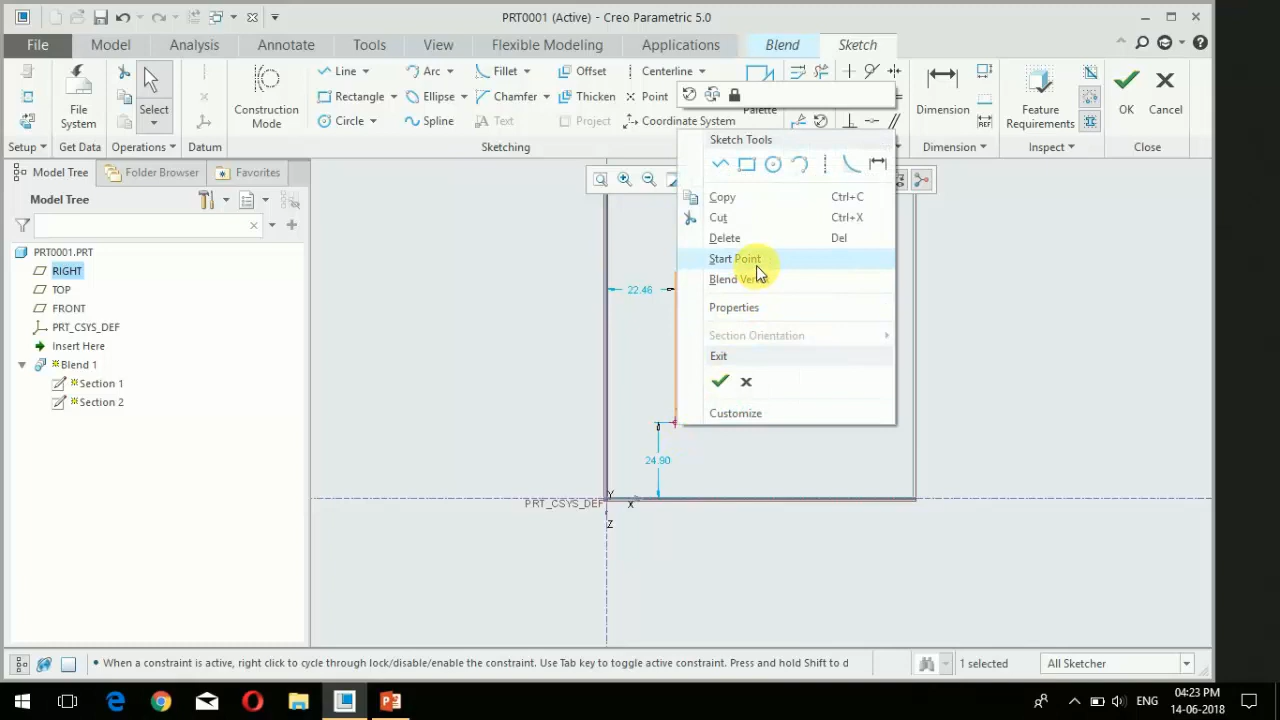 PRT0001 (Active) - Creo Parametric 5.0
File Model Analysis Annotate Tools View Flexible Modeling Applications Blend Sketch
Line Arc Fillet Offset Centerline
File System Select Construction Mode Rectangle Ellipse Chamfer Thicken Point Palette Dimension Feature Requirements OK Cancel
Circle Spline Text Project Coordinate System
Setup Get Data Operations Datum Sketching Dimension Inspect Close
Sketch Tools
Model Tree Folder Browser Favorites
Model Tree
Copy Ctrl+C
Cut Ctrl+X
Delete Del
Start Point
Blend Ver
Properties
Section Orientation
Exit
Customize
PRT0001.PRT
RIGHT
TOP
FRONT
PRT_CSYS_DEF
Insert Here
Blend 1
Section 1
Section 2
22.46
24.90
PRT_CSYS_DEF
Y
X
Z
When a constraint is active, right click to cycle through lock/disable/enable the constraint. Use Tab key to toggle active constraint. Press and hold Shift to d
1 selected
All Sketcher
ENG
04:23 PM
14-06-2018